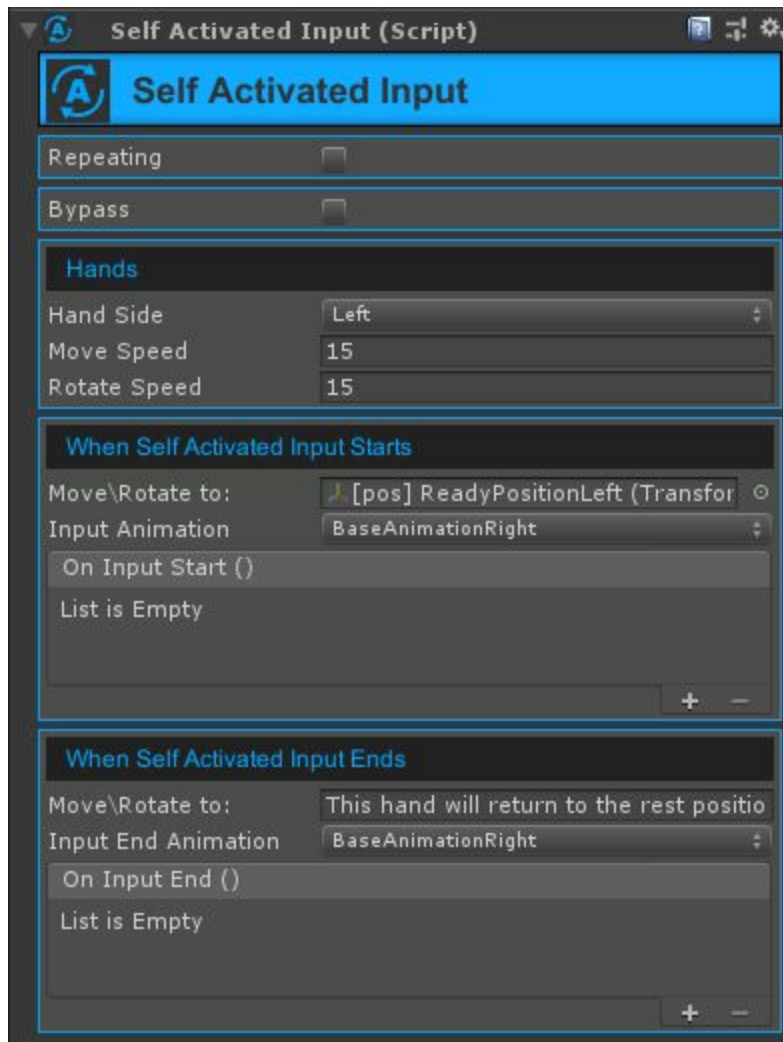 Self Activated Input (Script)
Self Activated Input
Repeating
Bypass
Hands
Hand Side Left
Move Speed 15
Rotate Speed 15
When Self Activated Input Starts
Move\Rotate to: [pos] ReadyPositionLeft (Transfor
Input Animation BaseAnimationRight
On Input Start ()
List is Empty
+ −
When Self Activated Input Ends
Move\Rotate to: This hand will return to the rest positio
Input End Animation BaseAnimationRight
On Input End ()
List is Empty
+ −